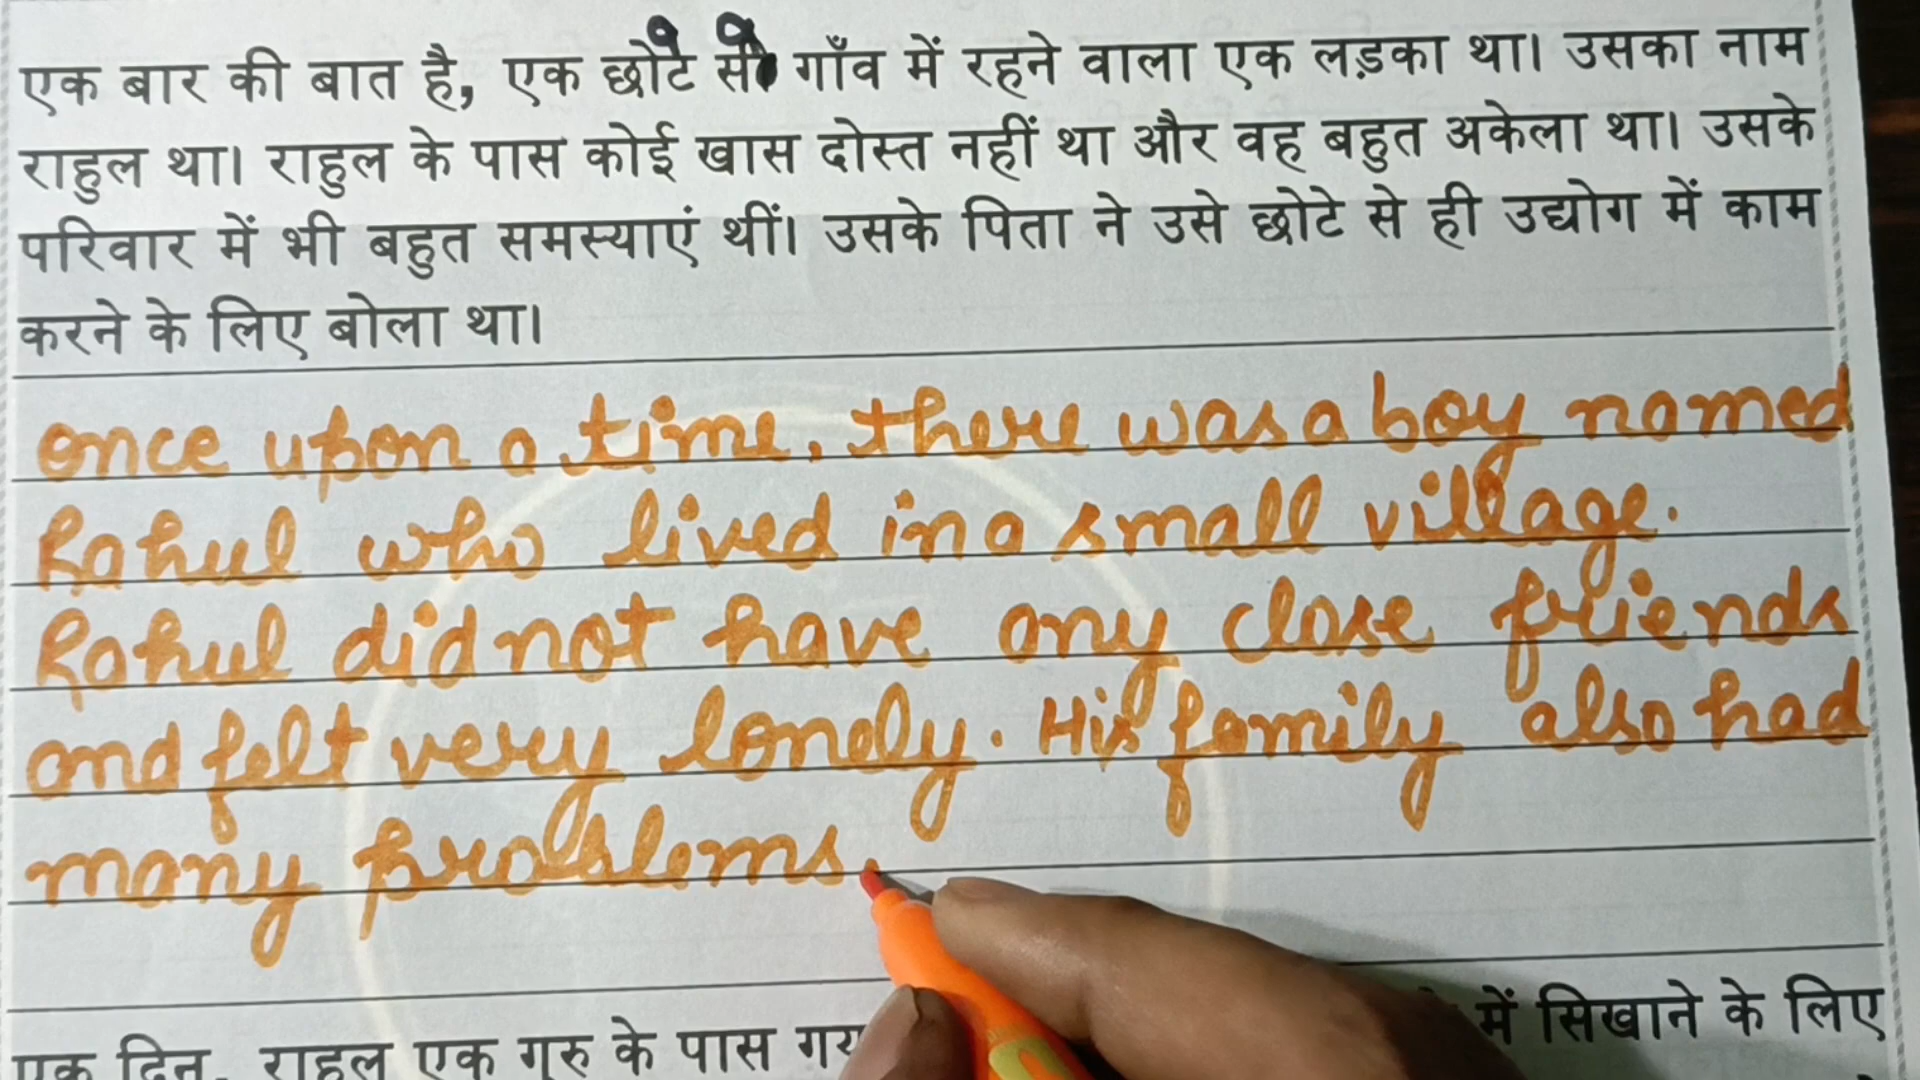 एक बार की बात है, एक छोटे से गाँव में रहने वाला एक लड़का था। उसका नाम
राहुल था। राहुल के पास कोई खास दोस्त नहीं था और वह बहुत अकेला था। उसके
परिवार में भी बहुत समस्याएं थीं। उसके पिता ने उसे छोटे से ही उद्योग में काम
करने के लिए बोला था।
once upon a time, there was a boy named
Rahul who lived in a small village.
Rahul did not have any close friends
and felt very lonely. His family also had
many problems.
एक दिन, राहुल एक गुरु के पास में सिखाने के लिए